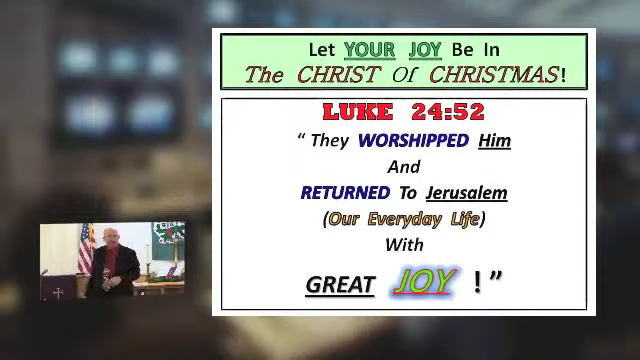 Let YOUR JOY Be In
The CHRIST Of CHRISTMAS!
LUKE 24:52
“ They WORSHIPPED Him
And
RETURNED To Jerusalem
(Our Everyday Life)
With
GREAT JOY ! ”